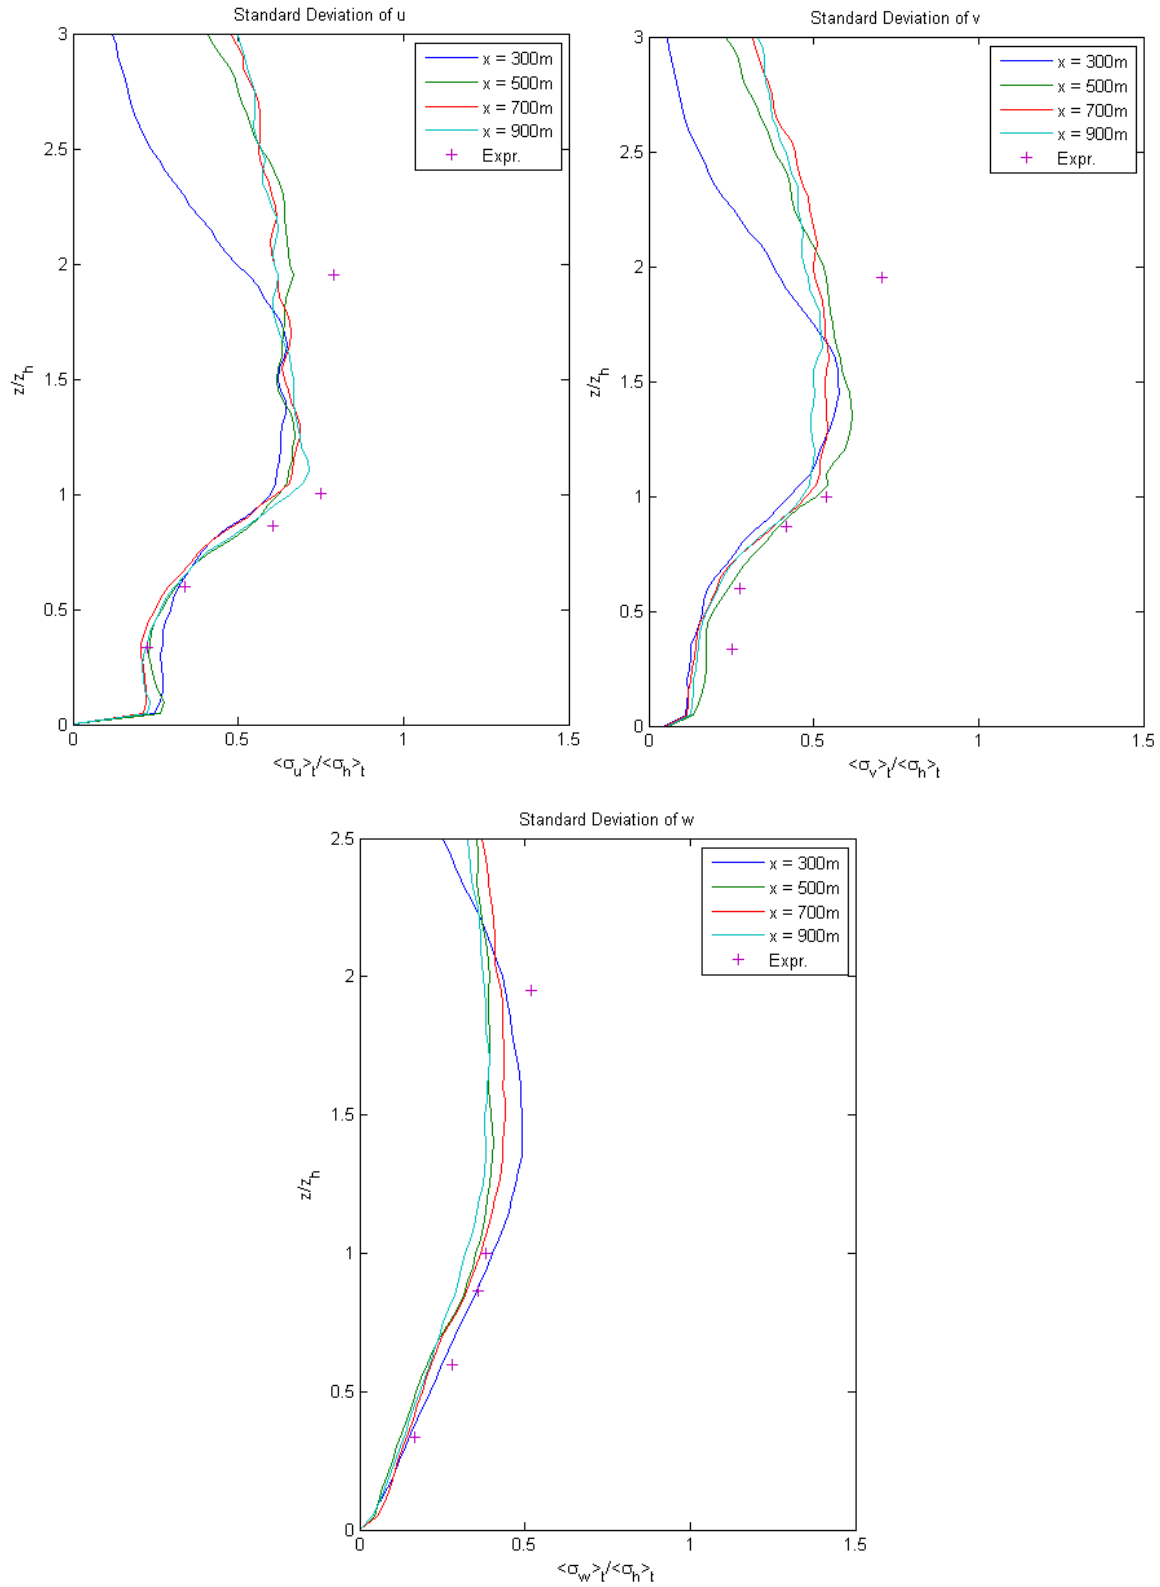 Standard Deviation of u
3
2.5
2
1.5
1
0.5
0
z/z_h
x = 300m
x = 500m
x = 700m
x = 900m
Expr.
0 0.5 1 1.5
<σ_u>_t/<σ_h>_t
Standard Deviation of v
3
2.5
2
1.5
1
0.5
0
z/z_h
x = 300m
x = 500m
x = 700m
x = 900m
Expr.
0 0.5 1 1.5
<σ_v>_t/<σ_h>_t
Standard Deviation of w
2.5
2
1.5
1
0.5
0
z/z_h
x = 300m
x = 500m
x = 700m
x = 900m
Expr.
0 0.5 1 1.5
<σ_w>_t/<σ_h>_t